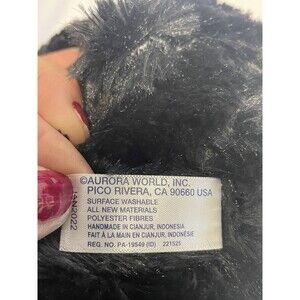 ©AURORA WORLD, INC.
PICO RIVERA, CA 90660 USA
SURFACE WASHABLE
ALL NEW MATERIALS
POLYESTER FIBRES
HANDMADE IN CIANJUR, INDONESIA
FAIT À LA MAIN EN CIANJUR, INDONÉSIE
REG. NO. PA-19549 (ID) 221525
JAN2022